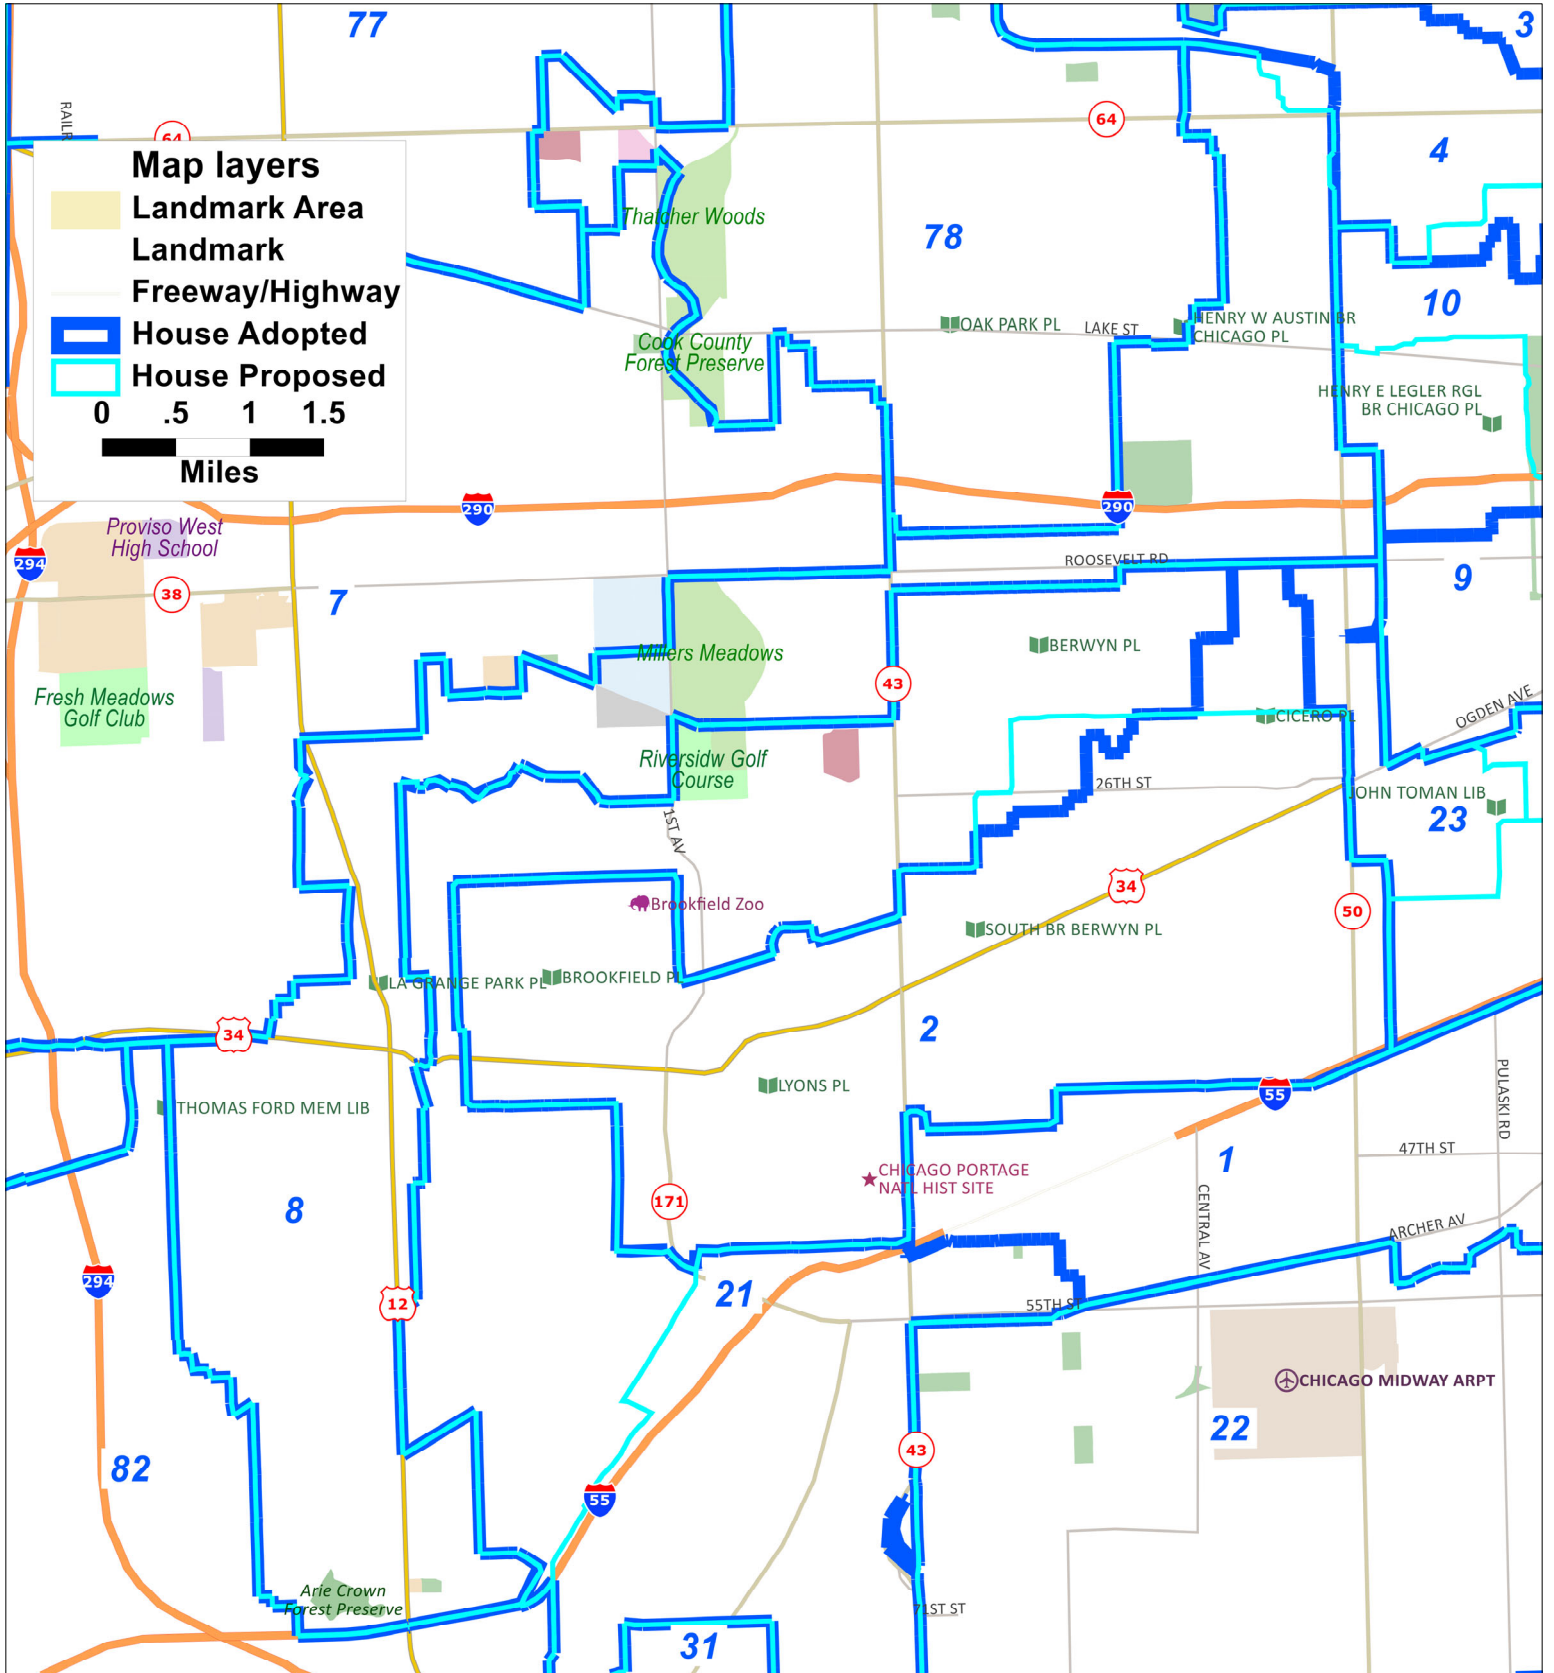 77
3
RAILR
64
64
4
Map layers
Landmark Area
Landmark
Freeway/Highway
House Adopted
House Proposed
0 .5 1 1.5
Miles
Thatcher Woods
78
10
OAK PARK PL
LAKE ST
HENRY W AUSTIN BR
CHICAGO PL
Cook County
Forest Preserve
HENRY E LEGLER RGL
BR CHICAGO PL
290
290
Proviso West
High School
294
38
7
ROOSEVELT RD
9
BERWYN PL
Millers Meadows
43
Fresh Meadows
Golf Club
OGDEN AVE
CICERO PL
Riversidw Golf
Course
26TH ST
JOHN TOMAN LIB
23
1ST AV
34
Brookfield Zoo
50
SOUTH BR BERWYN PL
LA GRANGE PARK PL
BROOKFIELD PL
34
2
LYONS PL
55
PULASKI RD
THOMAS FORD MEM LIB
47TH ST
1
CHICAGO PORTAGE
NATL HIST SITE
8
171
CENTRAL AV
ARCHER AV
294
12
21
55TH ST
CHICAGO MIDWAY ARPT
22
43
82
55
Arie Crown
Forest Preserve
71ST ST
31